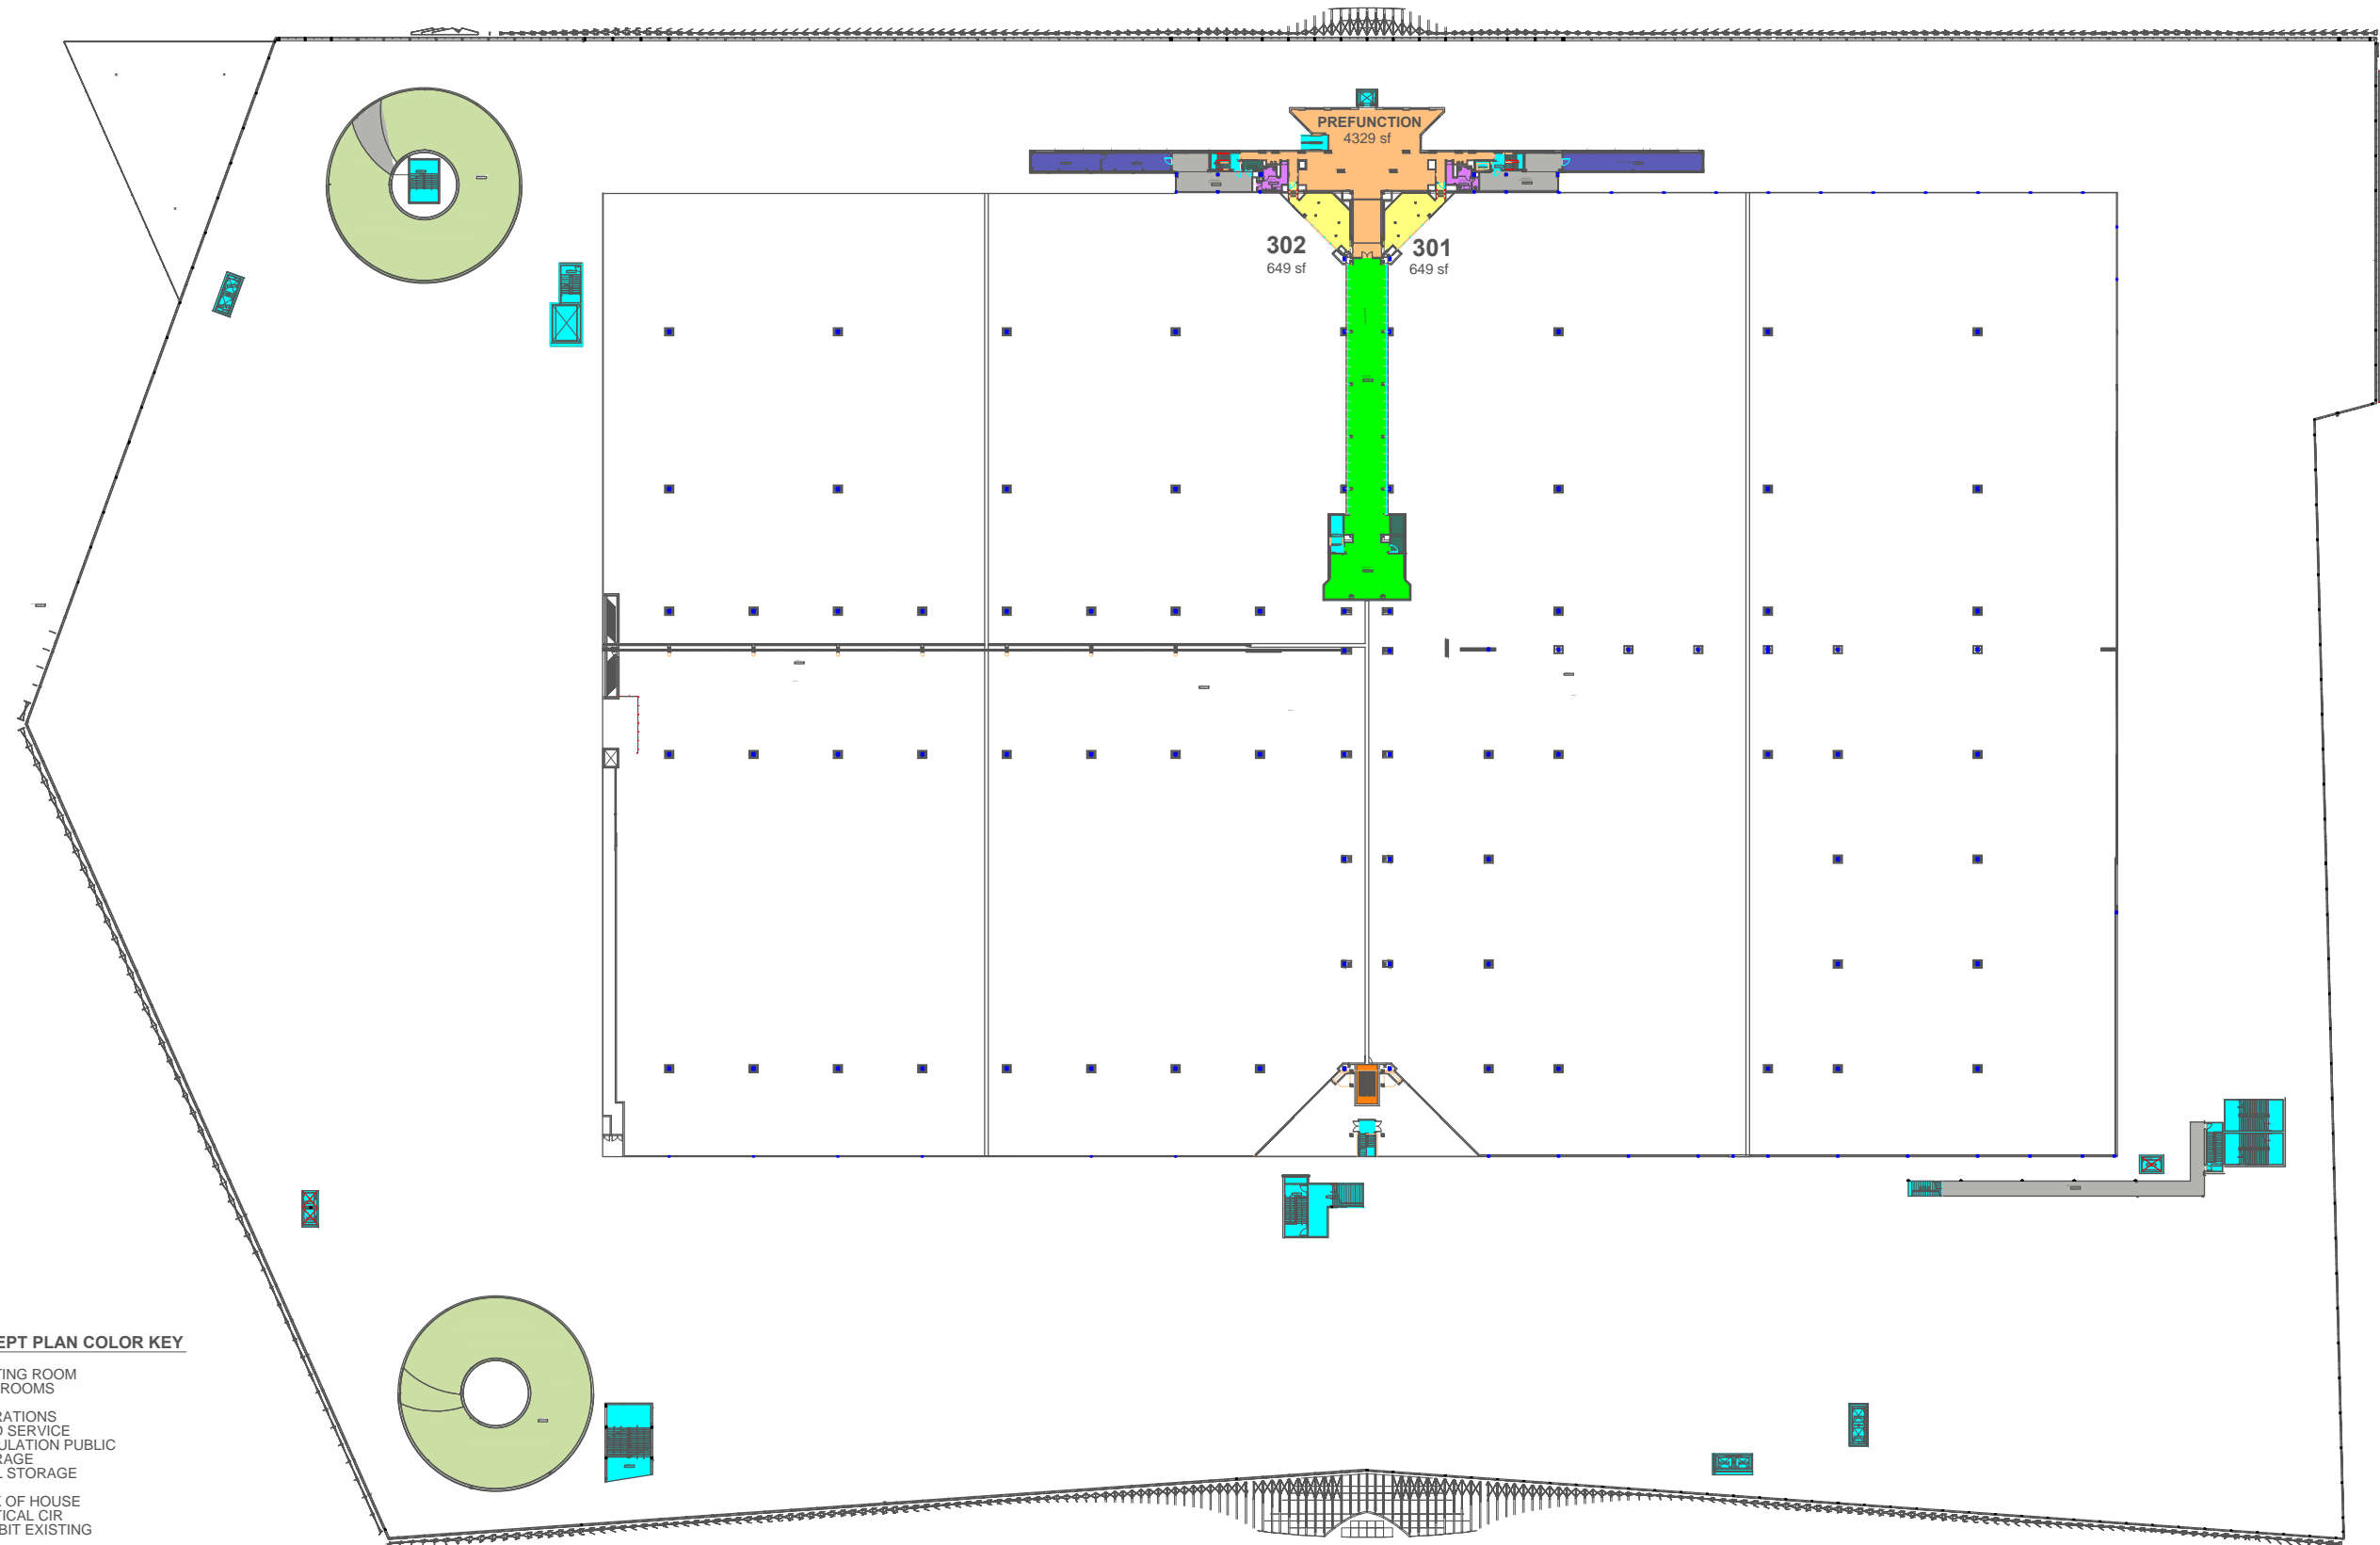 PREFUNCTION
4329 sf
302
649 sf
301
649 sf
EPT PLAN COLOR KEY
TING ROOM
ROOMS
RATIONS
SERVICE
ULATION PUBLIC
RAGE
STORAGE
OF HOUSE
TICAL CIR
BIT EXISTING